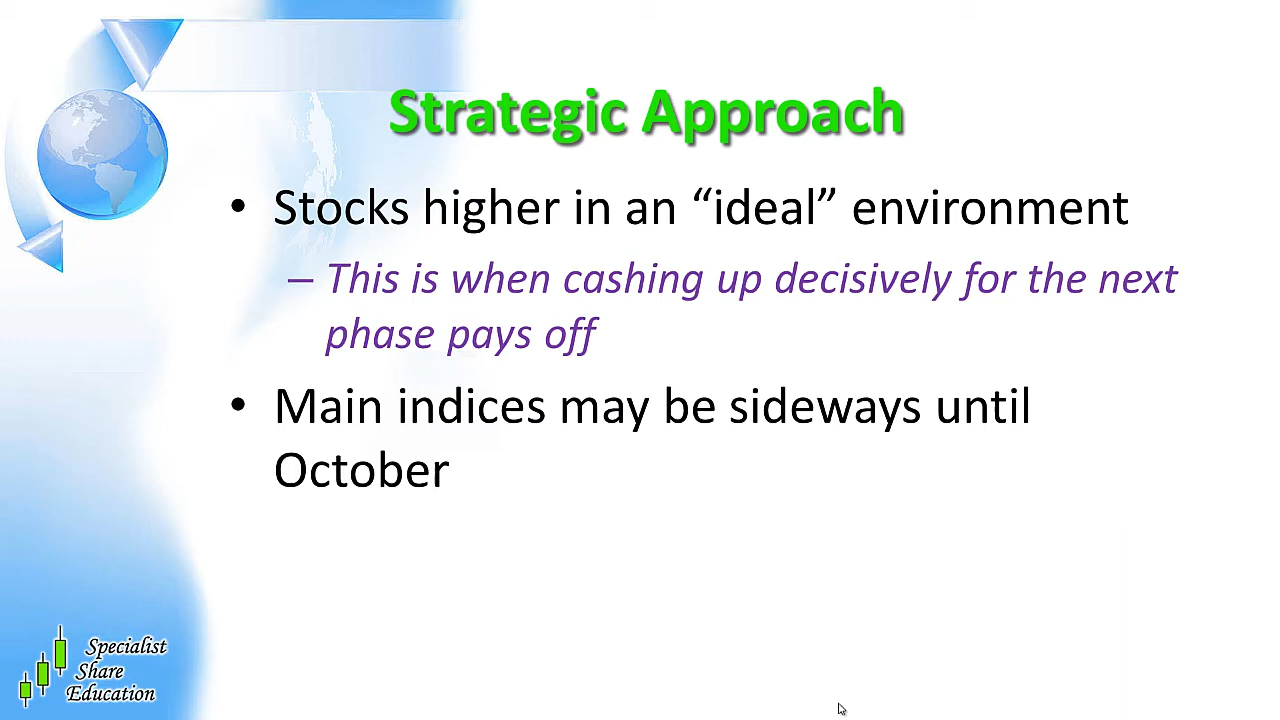 Strategic Approach
• Stocks higher in an “ideal” environment
– This is when cashing up decisively for the next
phase pays off
• Main indices may be sideways until
October
Specialist
Share
Education